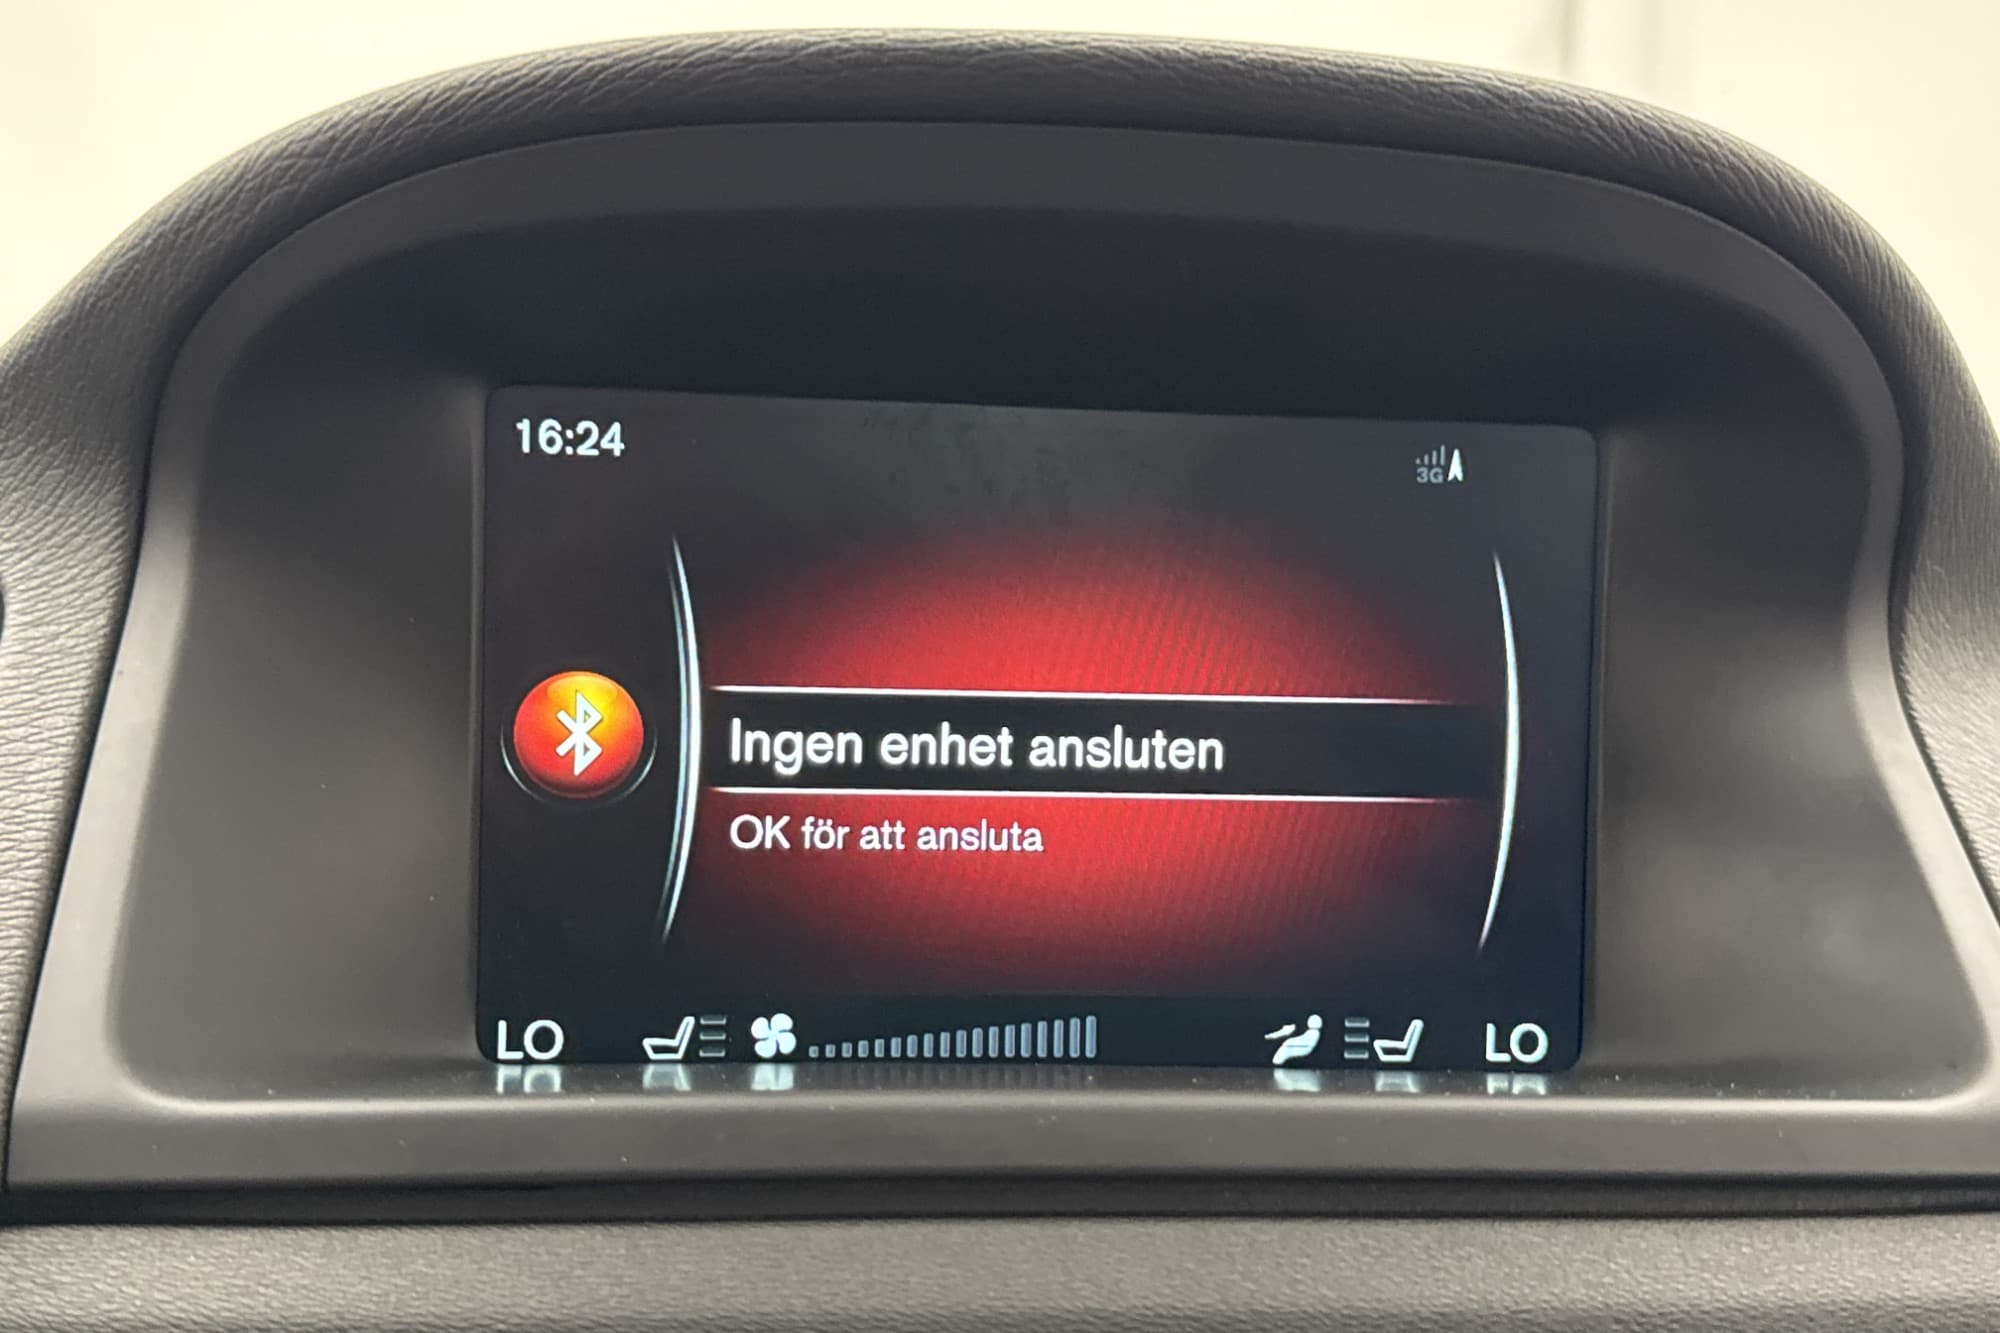 16:24
3G
Ingen enhet ansluten
OK för att ansluta
LO
LO